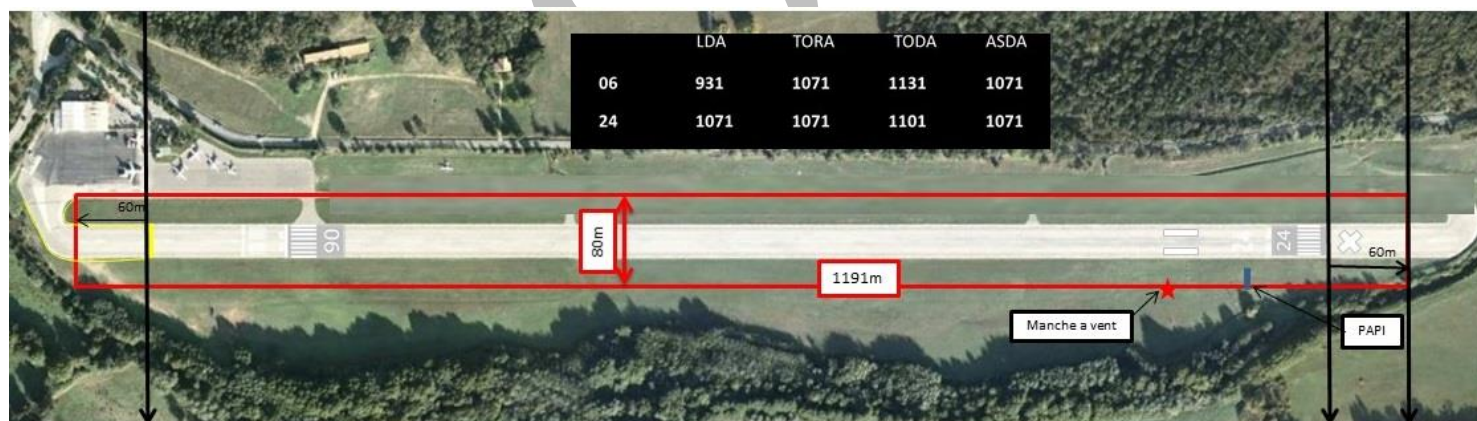 LDA TORA TODA ASDA
06 931 1071 1131 1071
24 1071 1071 1101 1071
60m
80m
1191m
60m
Manche a vent
PAPI
06
24